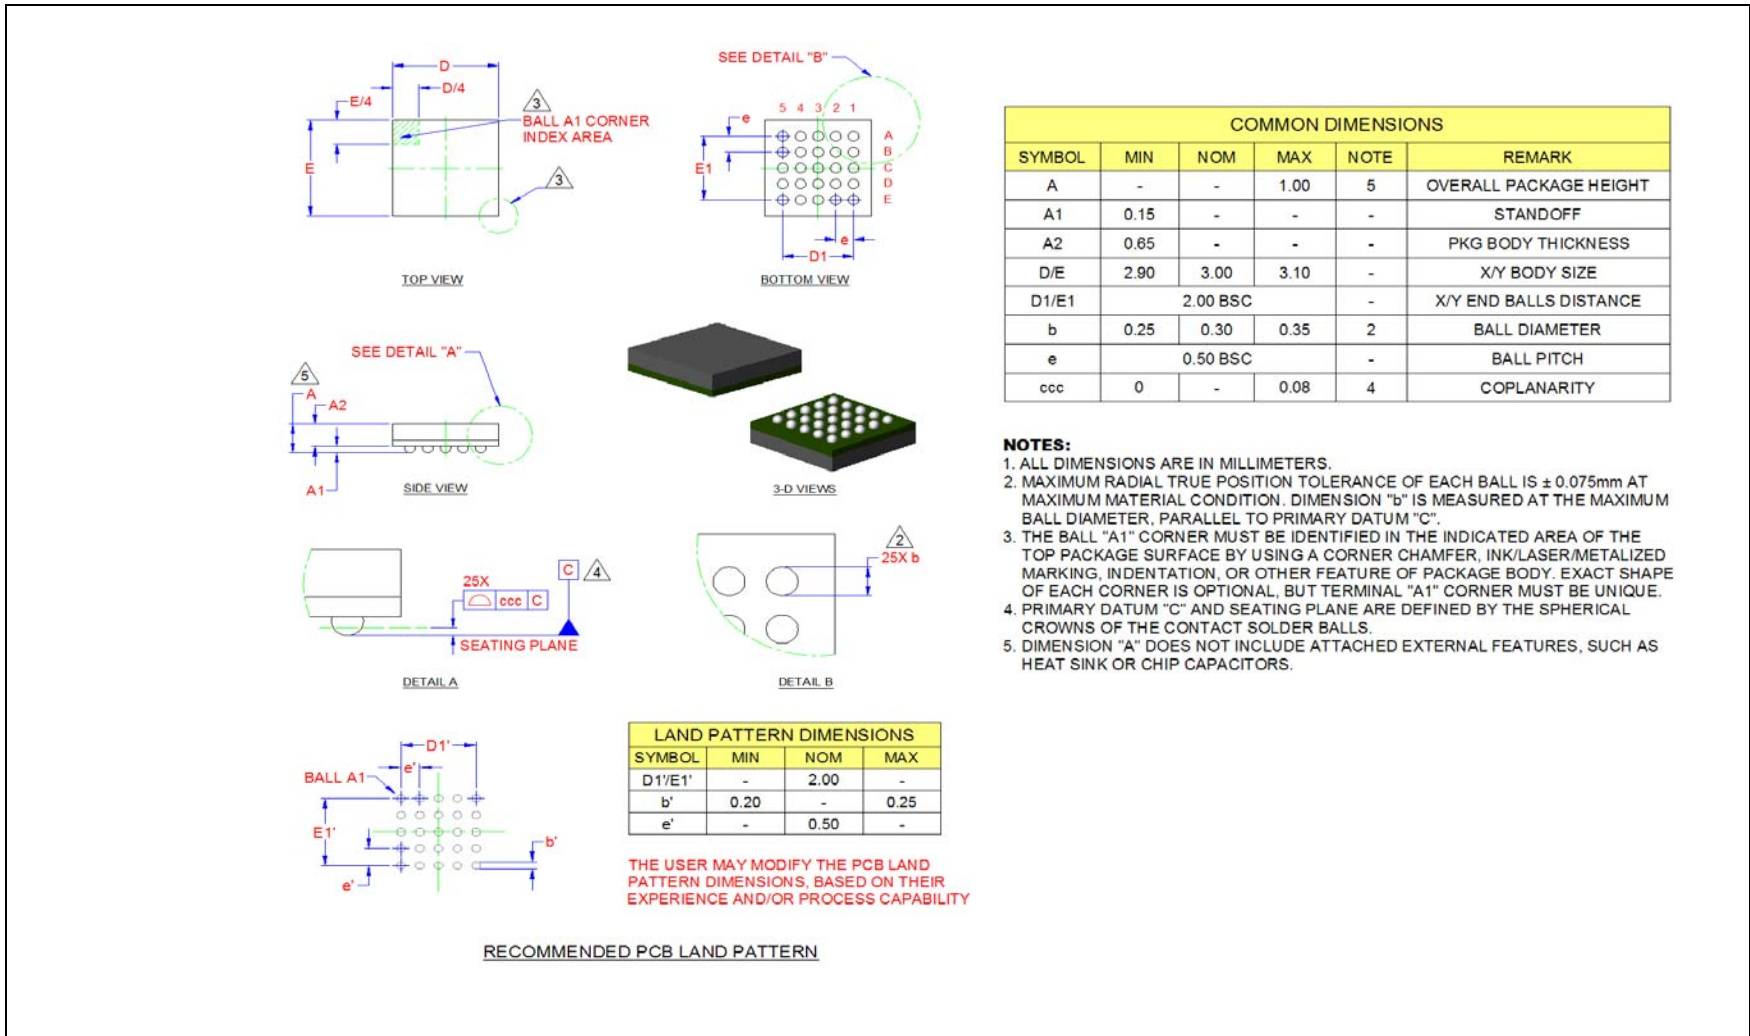 D
D/4
E/4
3
BALL A1 CORNER
INDEX AREA
E
3
TOP VIEW
SEE DETAIL "B"
5 4 3 2 1
e
A
B
C
D
E
E1
e
D1
BOTTOM VIEW
SEE DETAIL "A"
5
A
A2
A1
SIDE VIEW
3-D VIEWS
25X
ccc C
C
4
SEATING PLANE
DETAIL A
2
25X b
DETAIL B
D1'
e'
BALL A1
E1'
b'
e'
LAND PATTERN DIMENSIONS
SYMBOL MIN NOM MAX
D1'/E1' - 2.00 -
b' 0.20 - 0.25
e' - 0.50 -
THE USER MAY MODIFY THE PCB LAND
PATTERN DIMENSIONS, BASED ON THEIR
EXPERIENCE AND/OR PROCESS CAPABILITY
RECOMMENDED PCB LAND PATTERN
COMMON DIMENSIONS
SYMBOL MIN NOM MAX NOTE REMARK
A - - 1.00 5 OVERALL PACKAGE HEIGHT
A1 0.15 - - - STANDOFF
A2 0.65 - - - PKG BODY THICKNESS
D/E 2.90 3.00 3.10 - X/Y BODY SIZE
D1/E1 2.00 BSC - X/Y END BALLS DISTANCE
b 0.25 0.30 0.35 2 BALL DIAMETER
e 0.50 BSC - BALL PITCH
ccc 0 - 0.08 4 COPLANARITY
NOTES:
1. ALL DIMENSIONS ARE IN MILLIMETERS.
2. MAXIMUM RADIAL TRUE POSITION TOLERANCE OF EACH BALL IS ± 0.075mm AT
MAXIMUM MATERIAL CONDITION. DIMENSION "b" IS MEASURED AT THE MAXIMUM
BALL DIAMETER, PARALLEL TO PRIMARY DATUM "C".
3. THE BALL "A1" CORNER MUST BE IDENTIFIED IN THE INDICATED AREA OF THE
TOP PACKAGE SURFACE BY USING A CORNER CHAMFER, INK/LASER/METALIZED
MARKING, INDENTATION, OR OTHER FEATURE OF PACKAGE BODY. EXACT SHAPE
OF EACH CORNER IS OPTIONAL, BUT TERMINAL "A1" CORNER MUST BE UNIQUE.
4. PRIMARY DATUM "C" AND SEATING PLANE ARE DEFINED BY THE SPHERICAL
CROWNS OF THE CONTACT SOLDER BALLS.
5. DIMENSION "A" DOES NOT INCLUDE ATTACHED EXTERNAL FEATURES, SUCH AS
HEAT SINK OR CHIP CAPACITORS.